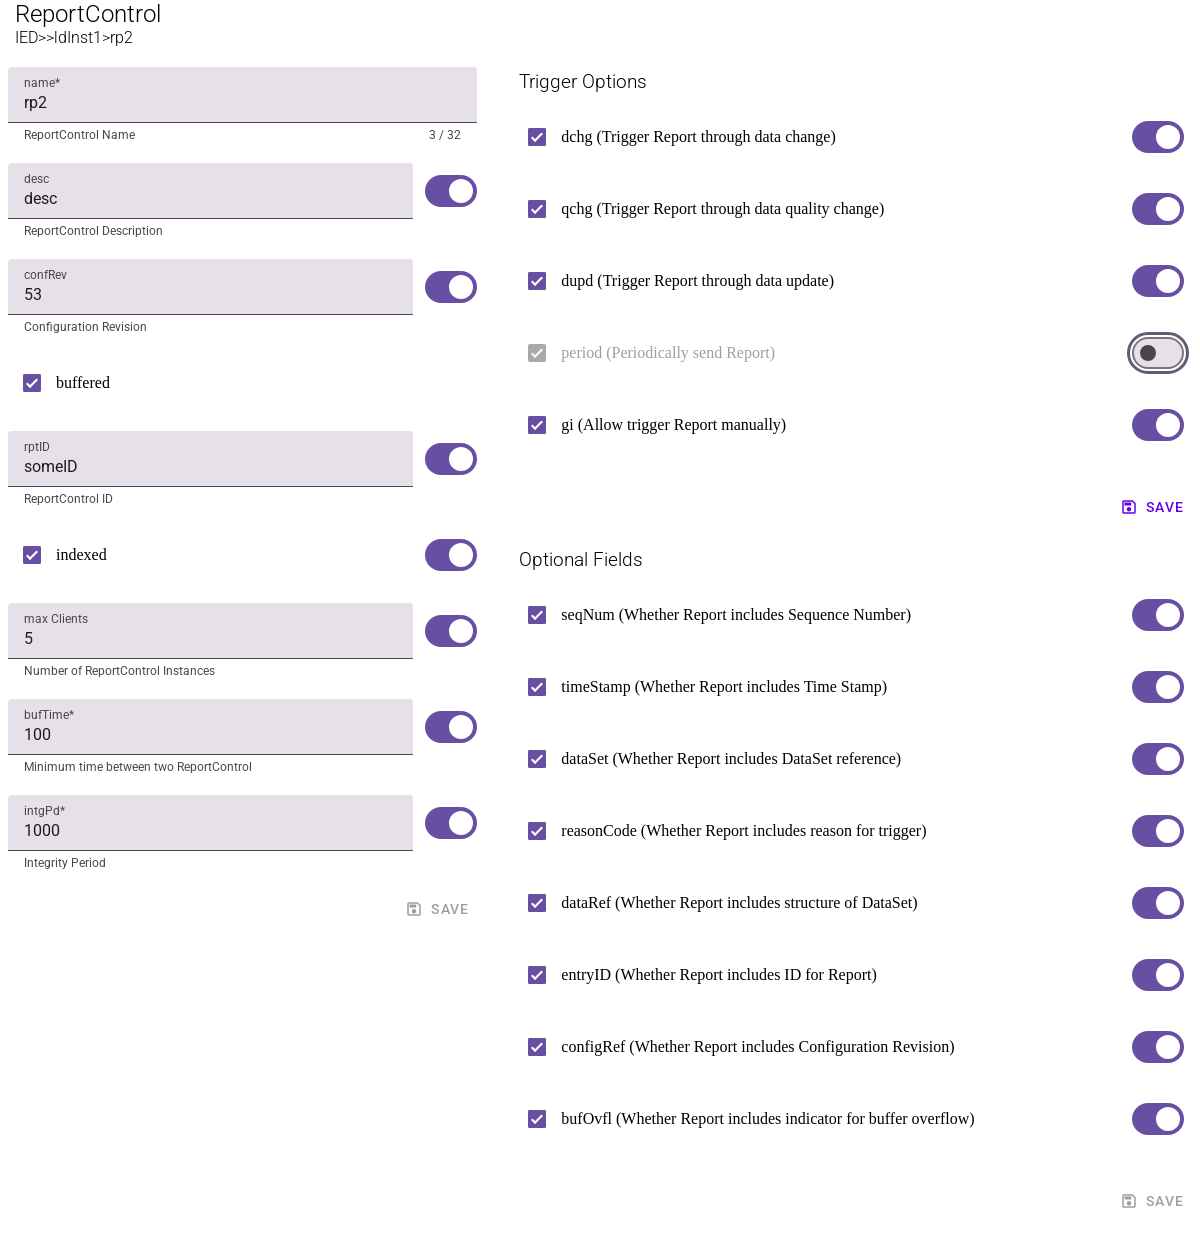 ReportControl
IED>>ldInst1>rp2
name*
rp2
ReportControl Name
3 / 32
desc
desc
ReportControl Description
confRev
53
Configuration Revision
buffered
rptID
someID
ReportControl ID
indexed
max Clients
5
Number of ReportControl Instances
bufTime*
100
Minimum time between two ReportControl
intgPd*
1000
Integrity Period
SAVE
Trigger Options
dchg (Trigger Report through data change)
qchg (Trigger Report through data quality change)
dupd (Trigger Report through data update)
period (Periodically send Report)
gi (Allow trigger Report manually)
SAVE
Optional Fields
seqNum (Whether Report includes Sequence Number)
timeStamp (Whether Report includes Time Stamp)
dataSet (Whether Report includes DataSet reference)
reasonCode (Whether Report includes reason for trigger)
dataRef (Whether Report includes structure of DataSet)
entryID (Whether Report includes ID for Report)
configRef (Whether Report includes Configuration Revision)
bufOvfl (Whether Report includes indicator for buffer overflow)
SAVE